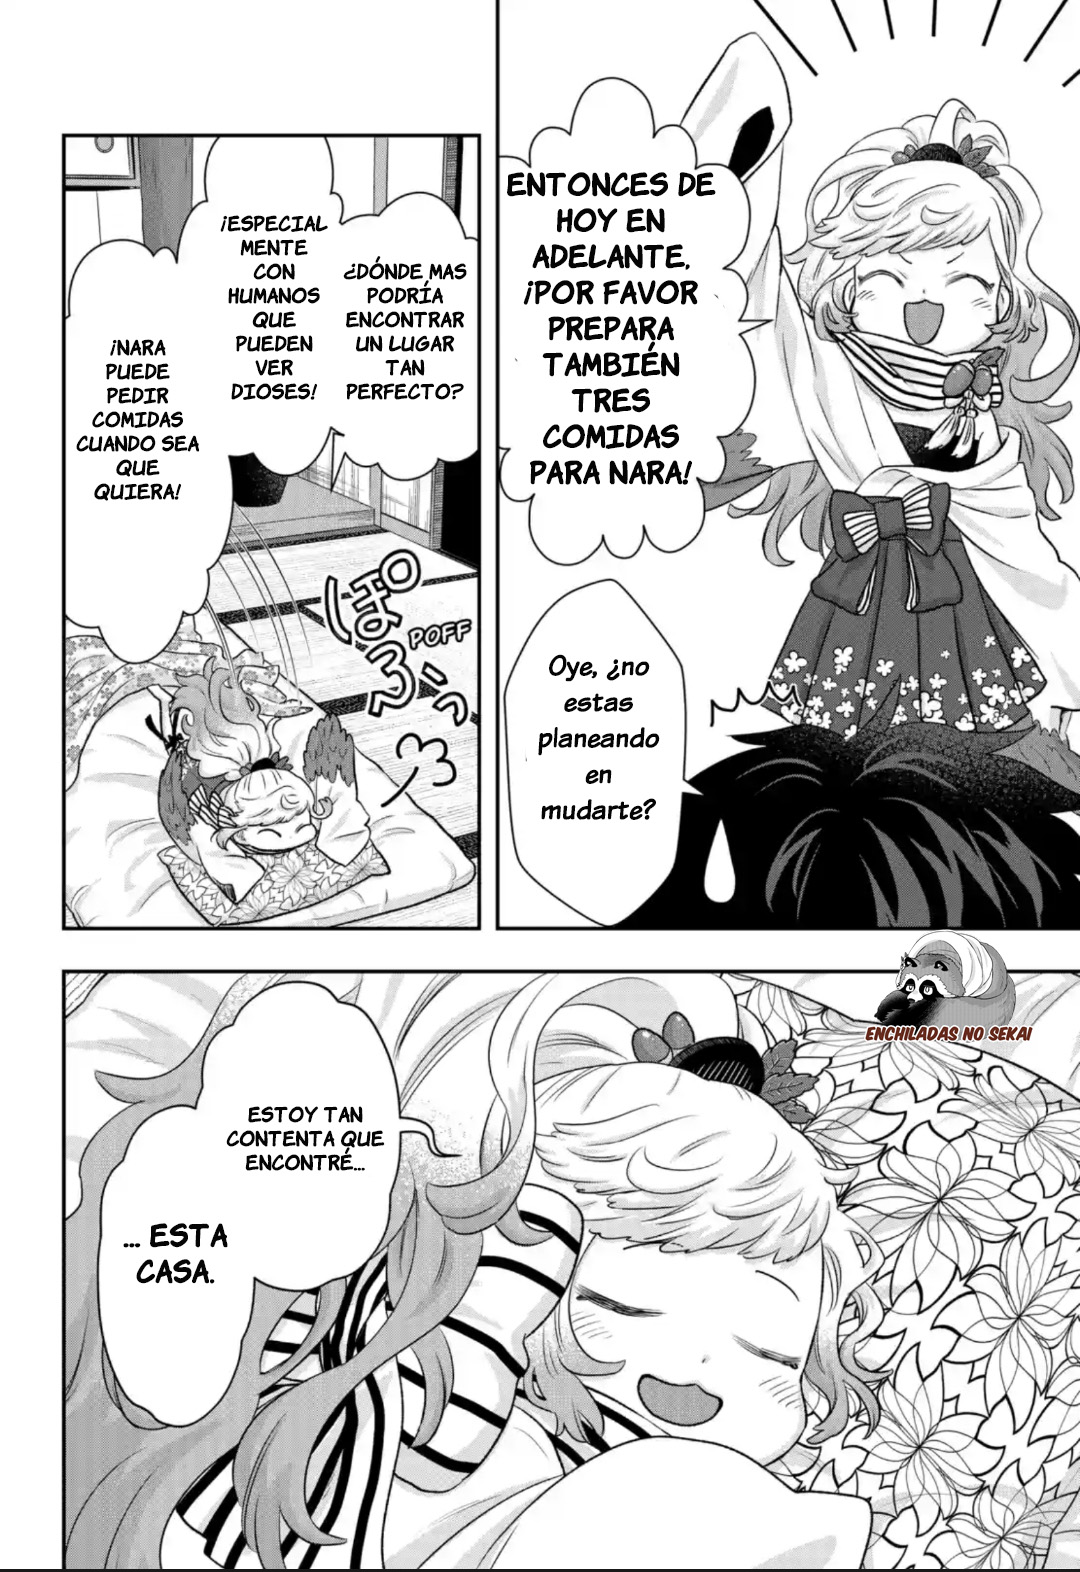 ENTONCES DE
HOY EN
ADELANTE,
¡POR FAVOR
PREPARA
TAMBIÉN
TRES
COMIDAS
PARA NARA!
Oye, ¿no
estas
planeando
en
mudarte?
¿DÓNDE MAS
PODRÍA
ENCONTRAR
UN LUGAR
TAN
PERFECTO?
¡ESPECIAL
MENTE
CON
HUMANOS
QUE
PUEDEN
VER
DIOSES!
¡NARA
PUEDE
PEDIR
COMIDAS
CUANDO SEA
QUE
QUIERA!
ぽふっ
POFF
ENCHILADAS NO SEKAI
ESTOY TAN
CONTENTA QUE
ENCONTRÉ...
... ESTA
CASA.